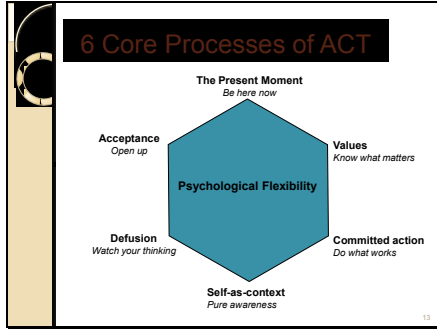 6 Core Processes of ACT
The Present Moment
Be here now
Acceptance
Open up
Values
Know what matters
Psychological Flexibility
Defusion
Watch your thinking
Committed action
Do what works
Self-as-context
Pure awareness
13